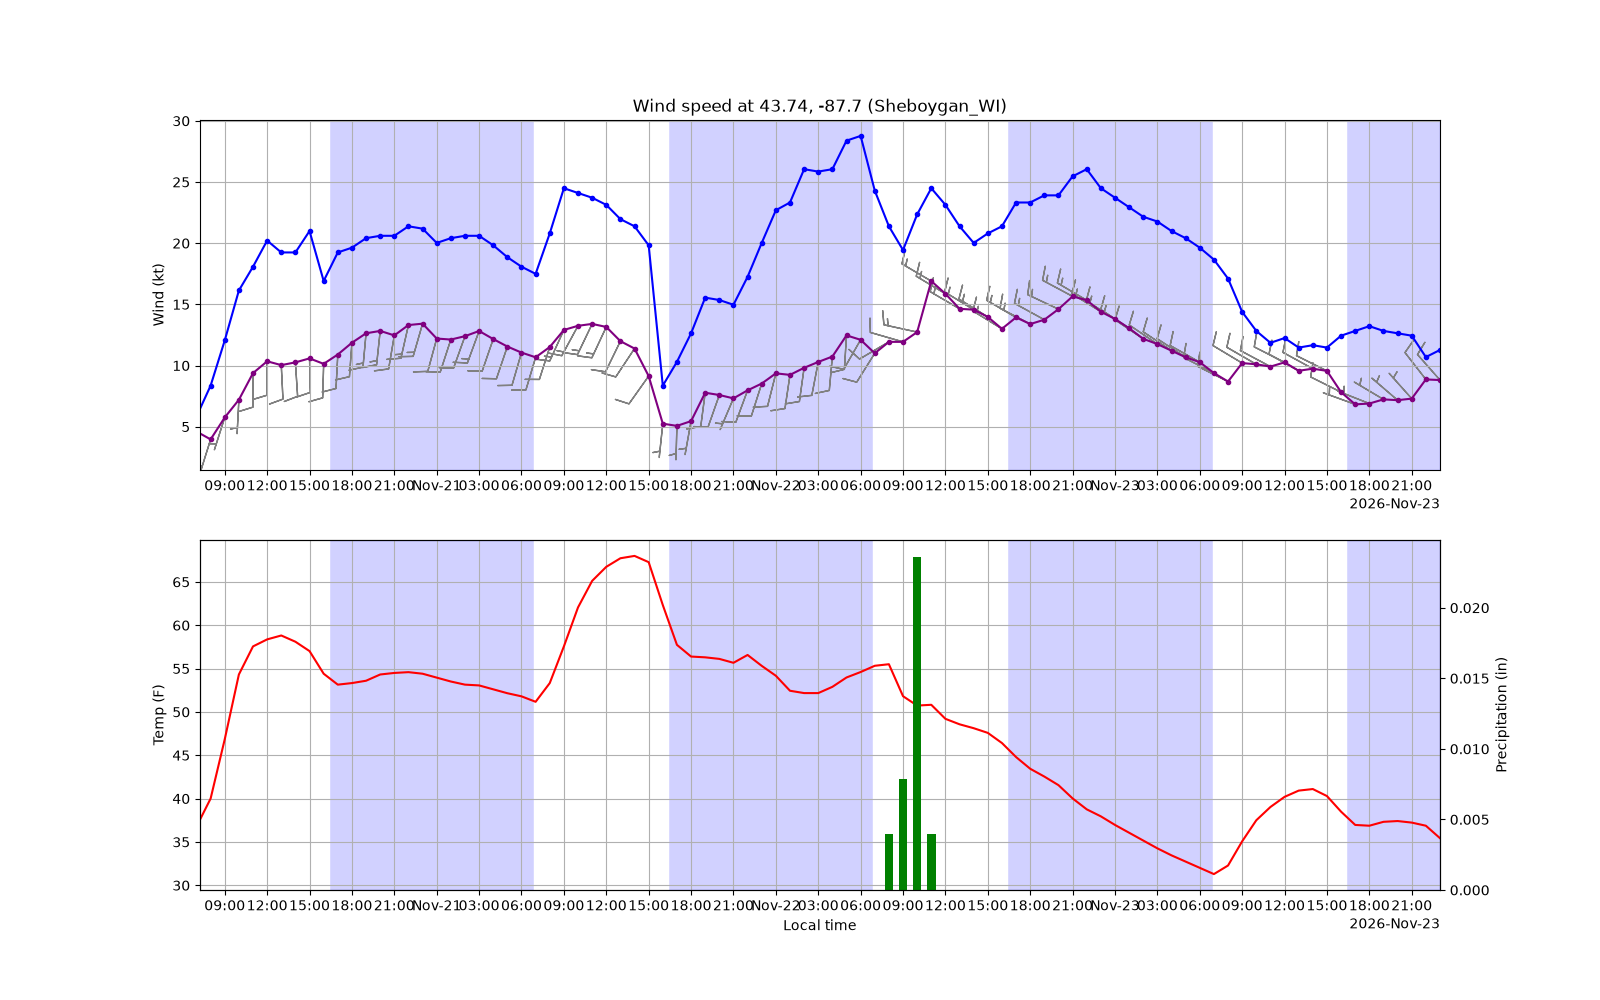 Wind speed at 43.74, -87.7 (Sheboygan_WI)
30
25
20
15
10
5
Wind (kt)
09:00 12:00 15:00 18:00 21:00 Nov-21 03:00 06:00 09:00 12:00 15:00 18:00 21:00 Nov-22 03:00 06:00 09:00 12:00 15:00 18:00 21:00 Nov-23 03:00 06:00 09:00 12:00 15:00 18:00 21:00
2026-Nov-23
65
60
55
50
45
40
35
30
Temp (F)
0.020
0.015
0.010
0.005
0.000
Precipitation (in)
09:00 12:00 15:00 18:00 21:00 Nov-21 03:00 06:00 09:00 12:00 15:00 18:00 21:00 Nov-22 03:00 06:00 09:00 12:00 15:00 18:00 21:00 Nov-23 03:00 06:00 09:00 12:00 15:00 18:00 21:00
Local time
2026-Nov-23